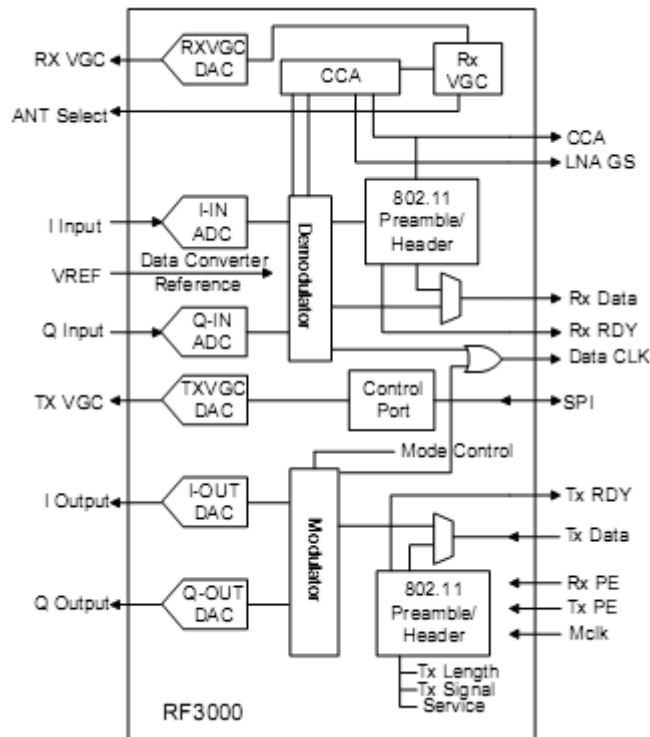 RX VGC
RXVGC
DAC
CCA
Rx
VGC
ANT Select
CCA
LNA GS
802.11
Preamble/
Header
I Input
I-IN
ADC
Demodulator
VREF
Data Converter
Reference
Rx Data
Q Input
Q-IN
ADC
Rx RDY
Data CLK
TX VGC
TXVGC
DAC
Control
Port
SPI
Mode Control
I Output
I-OUT
DAC
Modulator
Tx RDY
Tx Data
Q Output
Q-OUT
DAC
802.11
Preamble/
Header
Rx PE
Tx PE
Mclk
Tx Length
Tx Signal
Service
RF3000